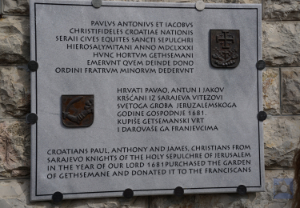 PAVLVS ANTONIVS ET IACOBVS
CHRISTIFIDELES CROATIAE NATIONIS
SERAII CIVES EQUITES SANCTI SEPVLCHRI
HIEROSALYMITANI ANNO MDCLXXXI
HVNC HORTVM GETHSEMANI
EMERVNT QVEM DEINDE DONO
ORDINI FRATRVM MINORVM DEDERVNT
HRVATI PAVAO, ANTUN I JAKOV
KRŠĆANI IZ SARAJEVA VITEZOVI
SVETOGA GROBA JERUZALEMSKOGA
GODINE GOSPODNJE 1681.
KUPIŠE GETSEMANSKI VRT
I DAROVAŠE GA FRANJEVCIMA
CROATIANS PAUL, ANTHONY AND JAMES, CHRISTIANS FROM
SARAJEVO KNIGHTS OF THE HOLY SEPULCHRE OF JERUSALEM
IN THE YEAR OF OUR LORD 1681 PURCHASED THE GARDEN
OF GETHSEMANE AND DONATED IT TO THE FRANCISCANS